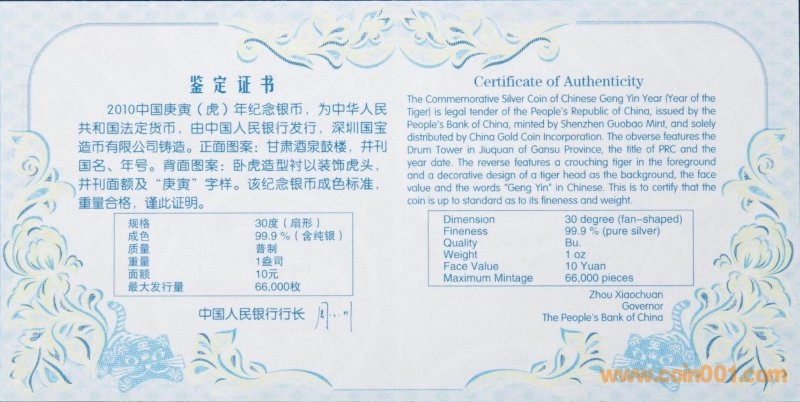 鉴定证书
2010中国庚寅（虎）年纪念银币，为中华人民
共和国法定货币，由中国人民银行发行，深圳国宝
造币有限公司铸造。正面图案：甘肃酒泉鼓楼，并刊
国名、年号。背面图案：卧虎造型衬以装饰虎头，
并刊面额及“庚寅”字样。该纪念银币成色标准，
重量合格，谨此证明。
规格 30度（扇形）
成色 99.9％（含纯银）
质量 普制
重量 1盎司
面额 10元
最大发行量 66,000枚
中国人民银行行长
Certificate of Authenticity
The Commemorative Silver Coin of Chinese Geng Yin Year (Year of the
Tiger) is legal tender of the People's Republic of China, issued by the
People's Bank of China, minted by Shenzhen Guobao Mint, and solely
distributed by China Gold Coin Incorporation. The obverse features the
Drum Tower in Jiuquan of Gansu Province, the title of PRC and the
year date. The reverse features a crouching tiger in the foreground
and a decorative design of a tiger head as the background, the face
value and the words "Geng Yin" in Chinese. This is to certify that the
coin is up to standard as to its fineness and weight.
Dimension 30 degree (fan-shaped)
Fineness 99.9 % (pure silver)
Quality Bu.
Weight 1 oz
Face Value 10 Yuan
Maximum Mintage 66,000 pieces
Zhou Xiaochuan
Governor
The People's Bank of China
www.coin001.com